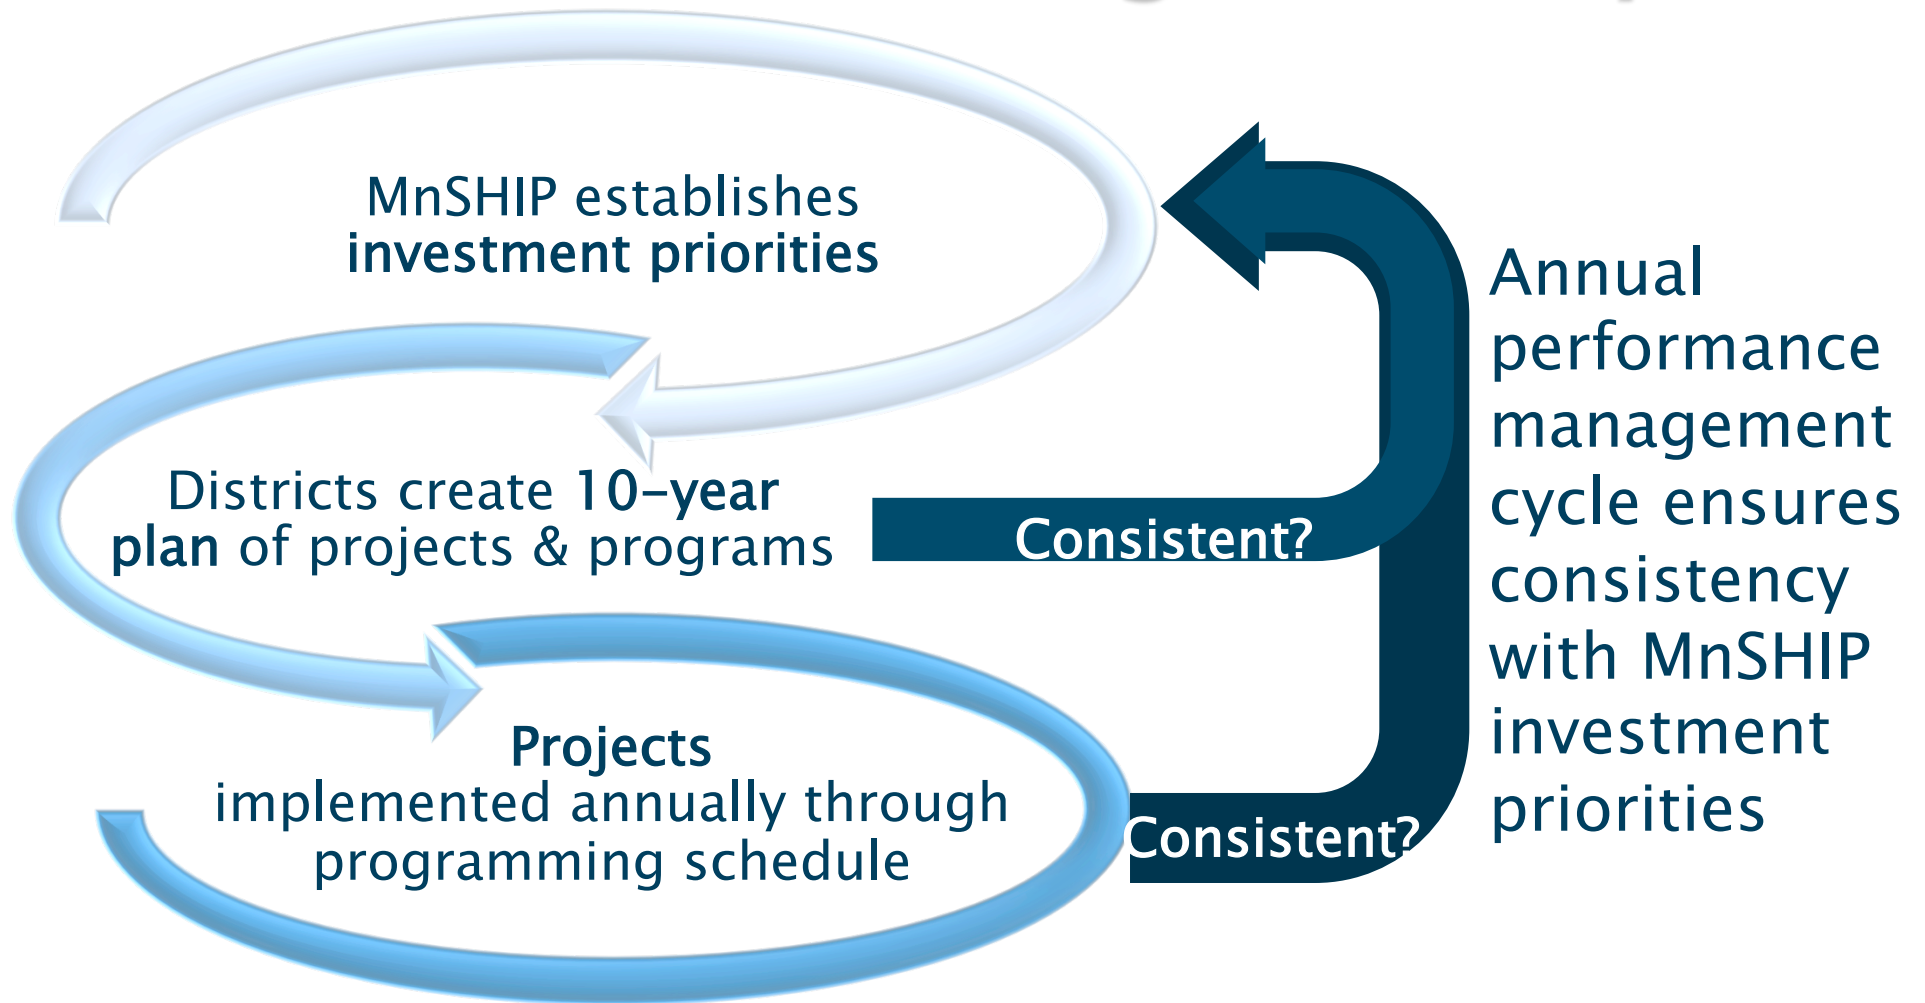 MnSHIP establishes
investment priorities
Districts create 10-year
plan of projects & programs
Consistent?
Projects
implemented annually through
programming schedule
Consistent?
Annual
performance
management
cycle ensures
consistency
with MnSHIP
investment
priorities